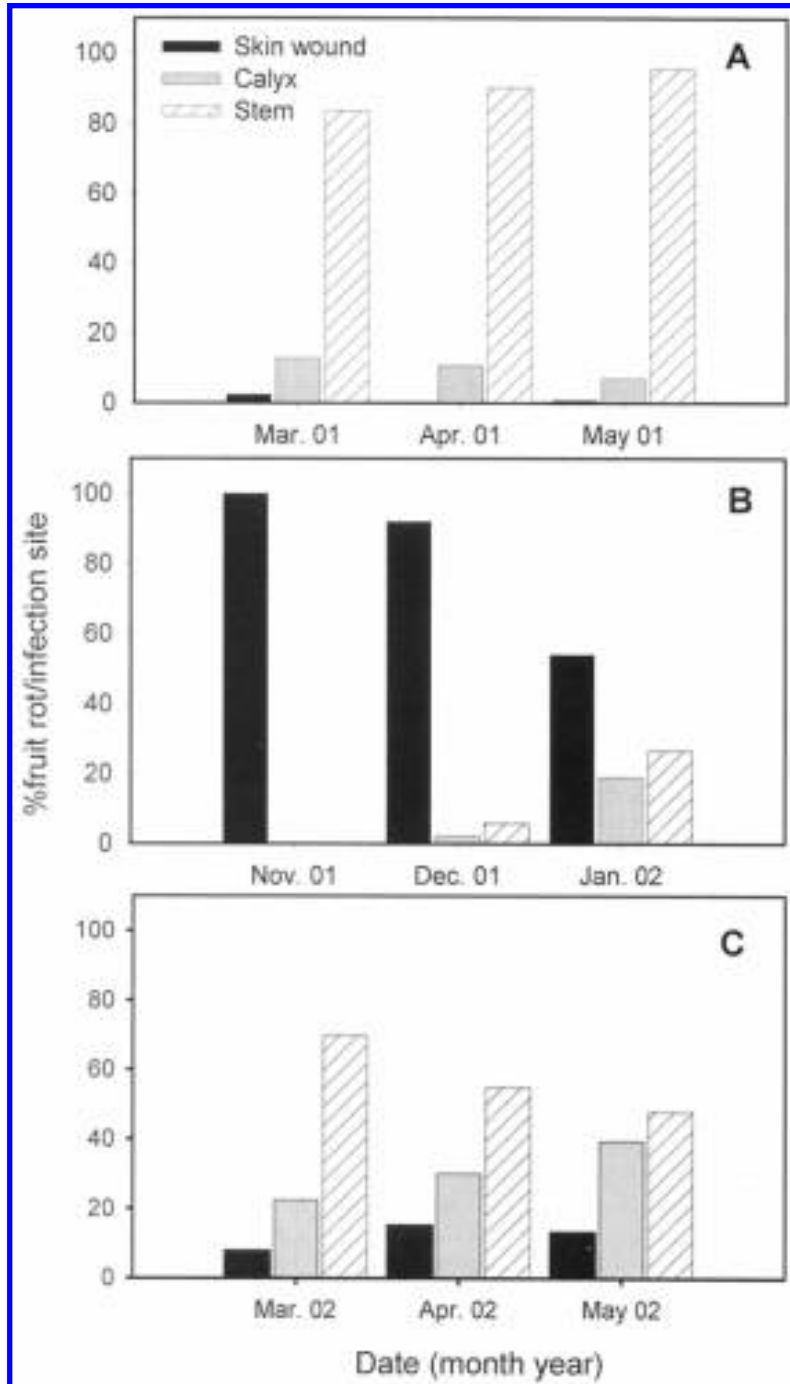 100
80
60
40
20
0
Skin wound
Calyx
Stem
A
Mar. 01 Apr. 01 May 01
%fruit rot/infection site
100
80
60
40
20
0
B
Nov. 01 Dec. 01 Jan. 02
100
80
60
40
20
0
C
Mar. 02 Apr. 02 May 02
Date (month year)